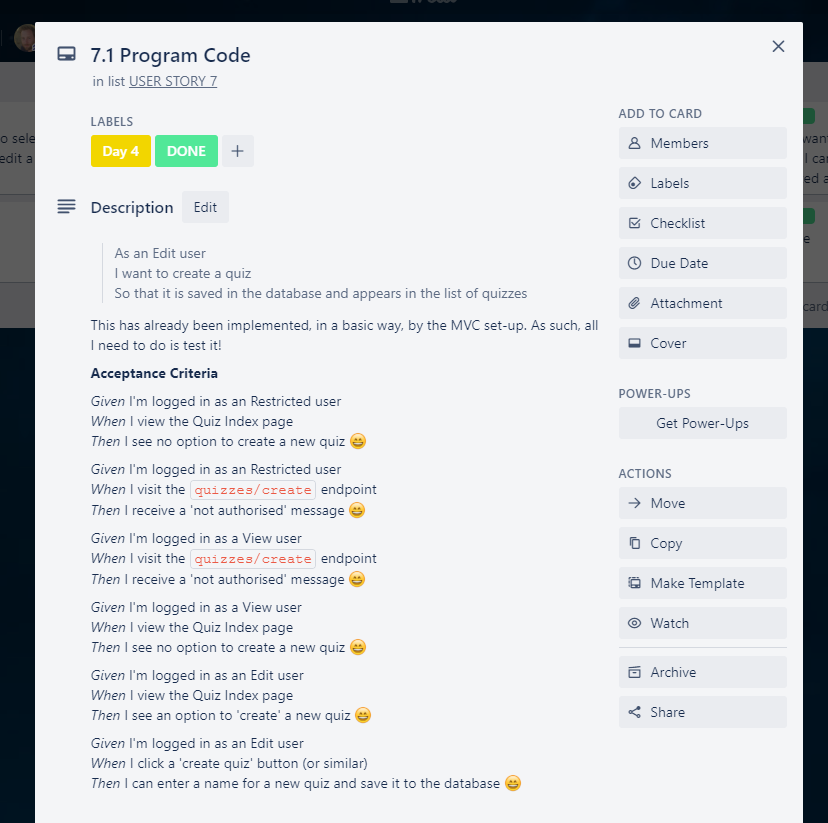 7.1 Program Code
in list USER STORY 7
LABELS
Day 4 DONE +
Description Edit
As an Edit user
I want to create a quiz
So that it is saved in the database and appears in the list of quizzes
This has already been implemented, in a basic way, by the MVC set-up. As such, all
I need to do is test it!
Acceptance Criteria
Given I'm logged in as an Restricted user
When I view the Quiz Index page
Then I see no option to create a new quiz 😄
Given I'm logged in as an Restricted user
When I visit the quizzes/create endpoint
Then I receive a 'not authorised' message 😄
Given I'm logged in as a View user
When I visit the quizzes/create endpoint
Then I receive a 'not authorised' message 😄
Given I'm logged in as a View user
When I view the Quiz Index page
Then I see no option to create a new quiz 😄
Given I'm logged in as an Edit user
When I view the Quiz Index page
Then I see an option to 'create' a new quiz 😄
Given I'm logged in as an Edit user
When I click a 'create quiz' button (or similar)
Then I can enter a name for a new quiz and save it to the database 😄
ADD TO CARD
Members
Labels
Checklist
Due Date
Attachment
Cover
POWER-UPS
Get Power-Ups
ACTIONS
Move
Copy
Make Template
Watch
Archive
Share
o sele
edit a
wan
I car
ed a
e
card